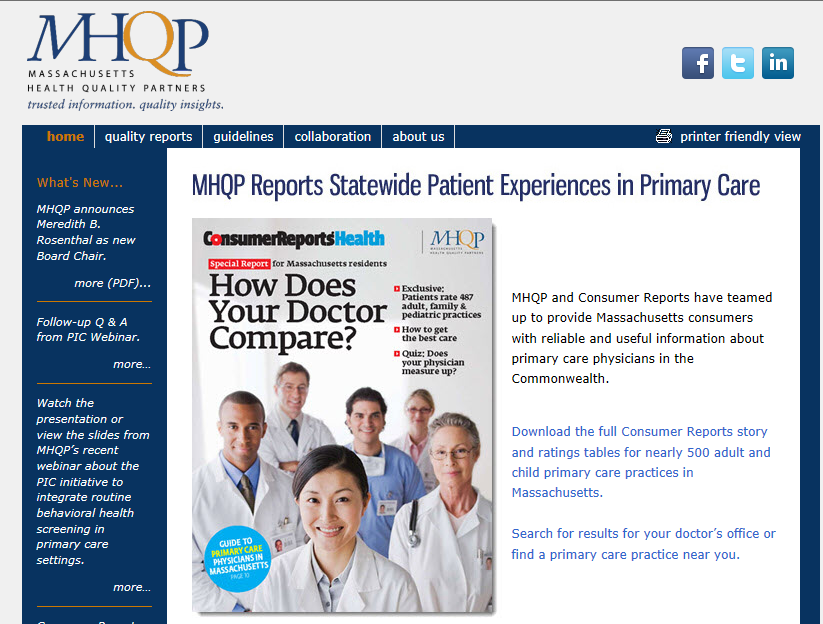 MHQP
MASSACHUSETTS
HEALTH QUALITY PARTNERS
trusted information. quality insights.
f t in
home quality reports guidelines collaboration about us printer friendly view
What's New...
MHQP announces
Meredith B.
Rosenthal as new
Board Chair.
more (PDF)...
Follow-up Q & A
from PIC Webinar.
more...
Watch the
presentation or
view the slides from
MHQP's recent
webinar about the
PIC initiative to
integrate routine
behavioral health
screening in
primary care
settings.
more...
MHQP Reports Statewide Patient Experiences in Primary Care
ConsumerReports Health
MHQP
MASSACHUSETTS
HEALTH QUALITY PARTNERS
Special Report for Massachusetts residents
How Does
Your Doctor
Compare?
Exclusive:
Patients rate 487
adult, family &
pediatric practices
How to get
the best care
Quiz: Does
your physician
measure up?
GUIDE TO
PRIMARY CARE
PHYSICIANS IN
MASSACHUSETTS
MHQP and Consumer Reports have teamed
up to provide Massachusetts consumers
with reliable and useful information about
primary care physicians in the
Commonwealth.
Download the full Consumer Reports story
and ratings tables for nearly 500 adult and
child primary care practices in
Massachusetts.
Search for results for your doctor's office or
find a primary care practice near you.